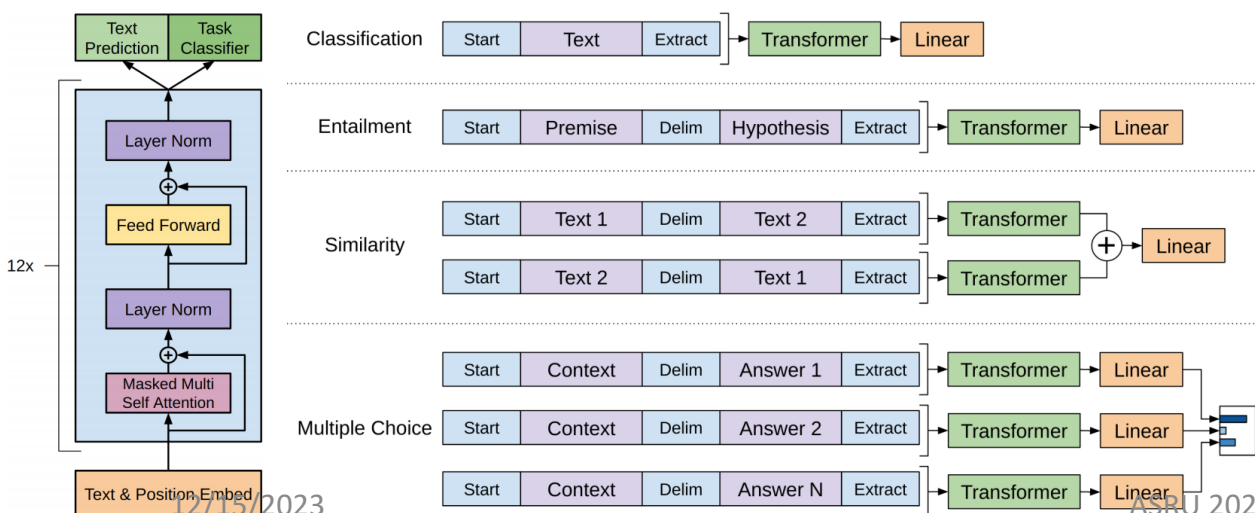 Text
Prediction
Task
Classifier
Layer Norm
+
Feed Forward
12x
Layer Norm
+
Masked Multi
Self Attention
Text & Position Embed
12/15/2023
Classification
Start Text Extract Transformer Linear
Entailment
Start Premise Delim Hypothesis Extract Transformer Linear
Similarity
Start Text 1 Delim Text 2 Extract Transformer
+ Linear
Start Text 2 Delim Text 1 Extract Transformer
Multiple Choice
Start Context Delim Answer 1 Extract Transformer Linear
Start Context Delim Answer 2 Extract Transformer Linear
Start Context Delim Answer N Extract Transformer Linear
ASRU 202